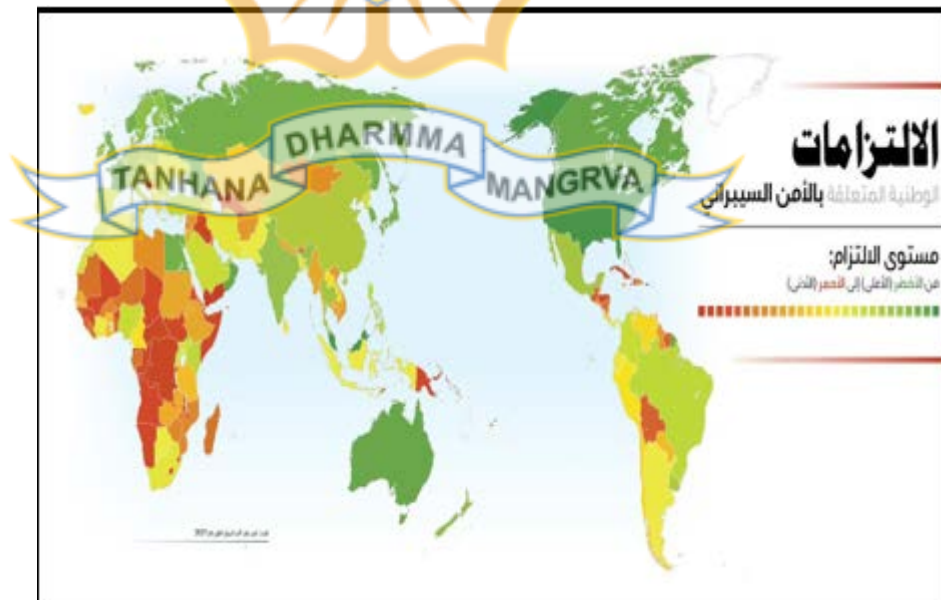 TANHANA DHARMMA MANGRVA
الالتزامات
الوطنية المتعلقة بالأمن السيبراني
مستوى الالتزام:
من الأخضر (الأعلى) إلى الأحمر (الأدنى)